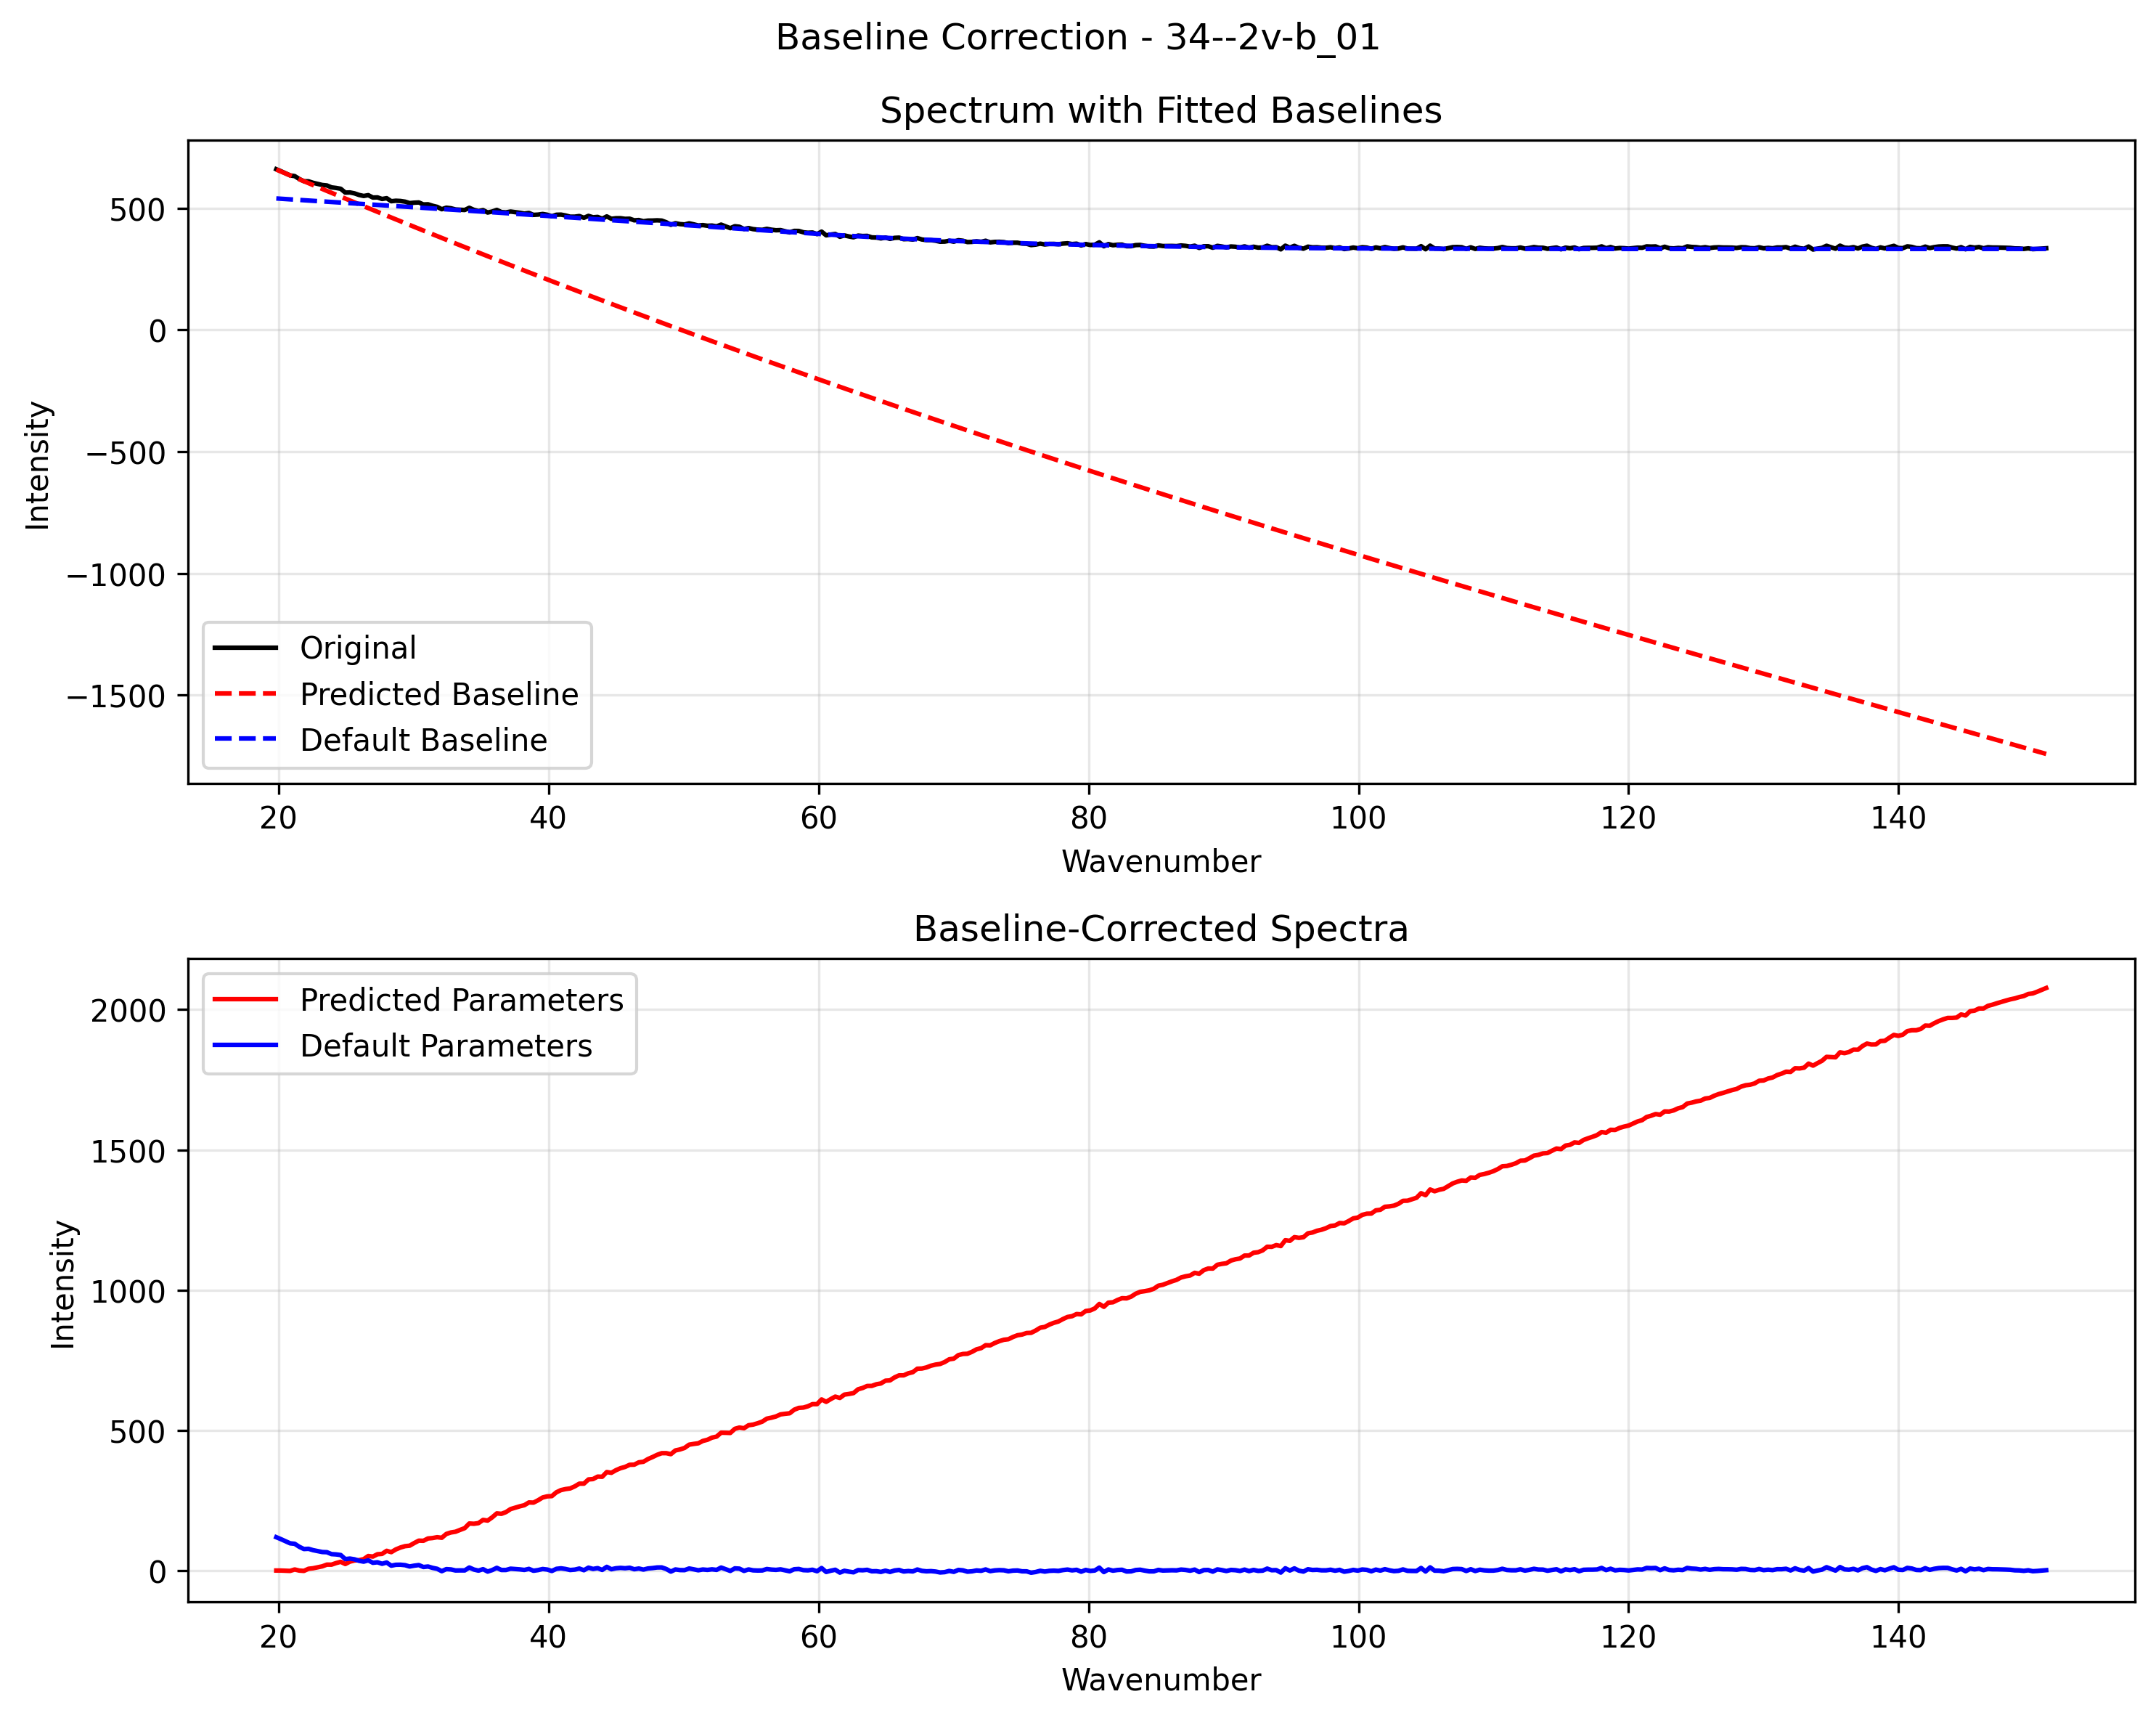 Baseline Correction - 34--2v-b_01
Spectrum with Fitted Baselines
Intensity
500
0
−500
−1000
−1500
Original
Predicted Baseline
Default Baseline
20 40 60 80 100 120 140
Wavenumber
Baseline-Corrected Spectra
Intensity
2000
1500
1000
500
0
Predicted Parameters
Default Parameters
20 40 60 80 100 120 140
Wavenumber